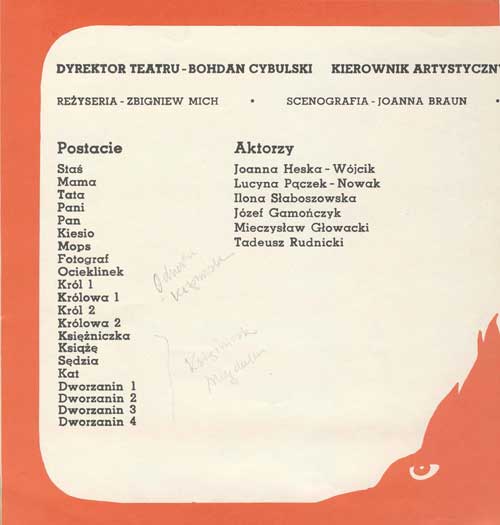 DYREKTOR TEATRU - BOHDAN CYBULSKI KIEROWNIK ARTYSTYCZNY
REŻYSERIA - ZBIGNIEW MICH • SCENOGRAFIA - JOANNA BRAUN •
Postacie
Staś
Mama
Tata
Pani
Pan
Kiesio
Mops
Fotograf
Ocieklinek
Król 1
Królowa 1
Król 2
Królowa 2
Księżniczka
Książę
Sędzia
Kat
Dworzanin 1
Dworzanin 2
Dworzanin 3
Dworzanin 4
Aktorzy
Joanna Heska - Wójcik
Lucyna Pączek - Nowak
Ilona Słaboszowska
Józef Gamończyk
Mieczysław Głowacki
Tadeusz Rudnicki